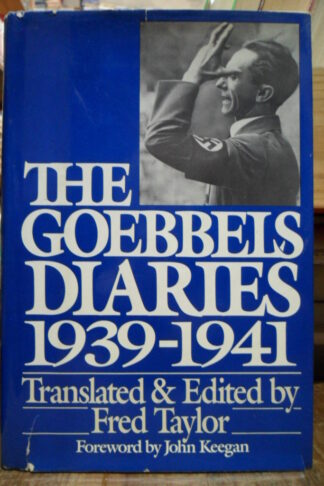 THE
GOEBBELS
DIARIES
1939-1941
Translated & Edited by
Fred Taylor
Foreword by John Keegan